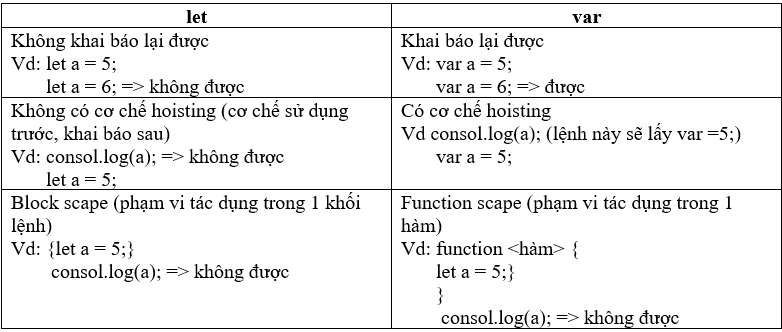 let
var
Không khai báo lại được
Vd: let a = 5;
let a = 6; => không được
Khai báo lại được
Vd: var a = 5;
var a = 6; => được
Không có cơ chế hoisting (cơ chế sử dụng
trước, khai báo sau)
Vd: consol.log(a); => không được
let a = 5;
Có cơ chế hoisting
Vd console.log(a); (lệnh này sẽ lấy var =5;)
var a = 5;
Block scape (phạm vi tác dụng trong 1 khối
lệnh)
Vd: {let a = 5;}
consol.log(a); => không được
Function scape (phạm vi tác dụng trong 1
hàm)
Vd: function <hàm> {
let a = 5;}
}
consol.log(a); => không được